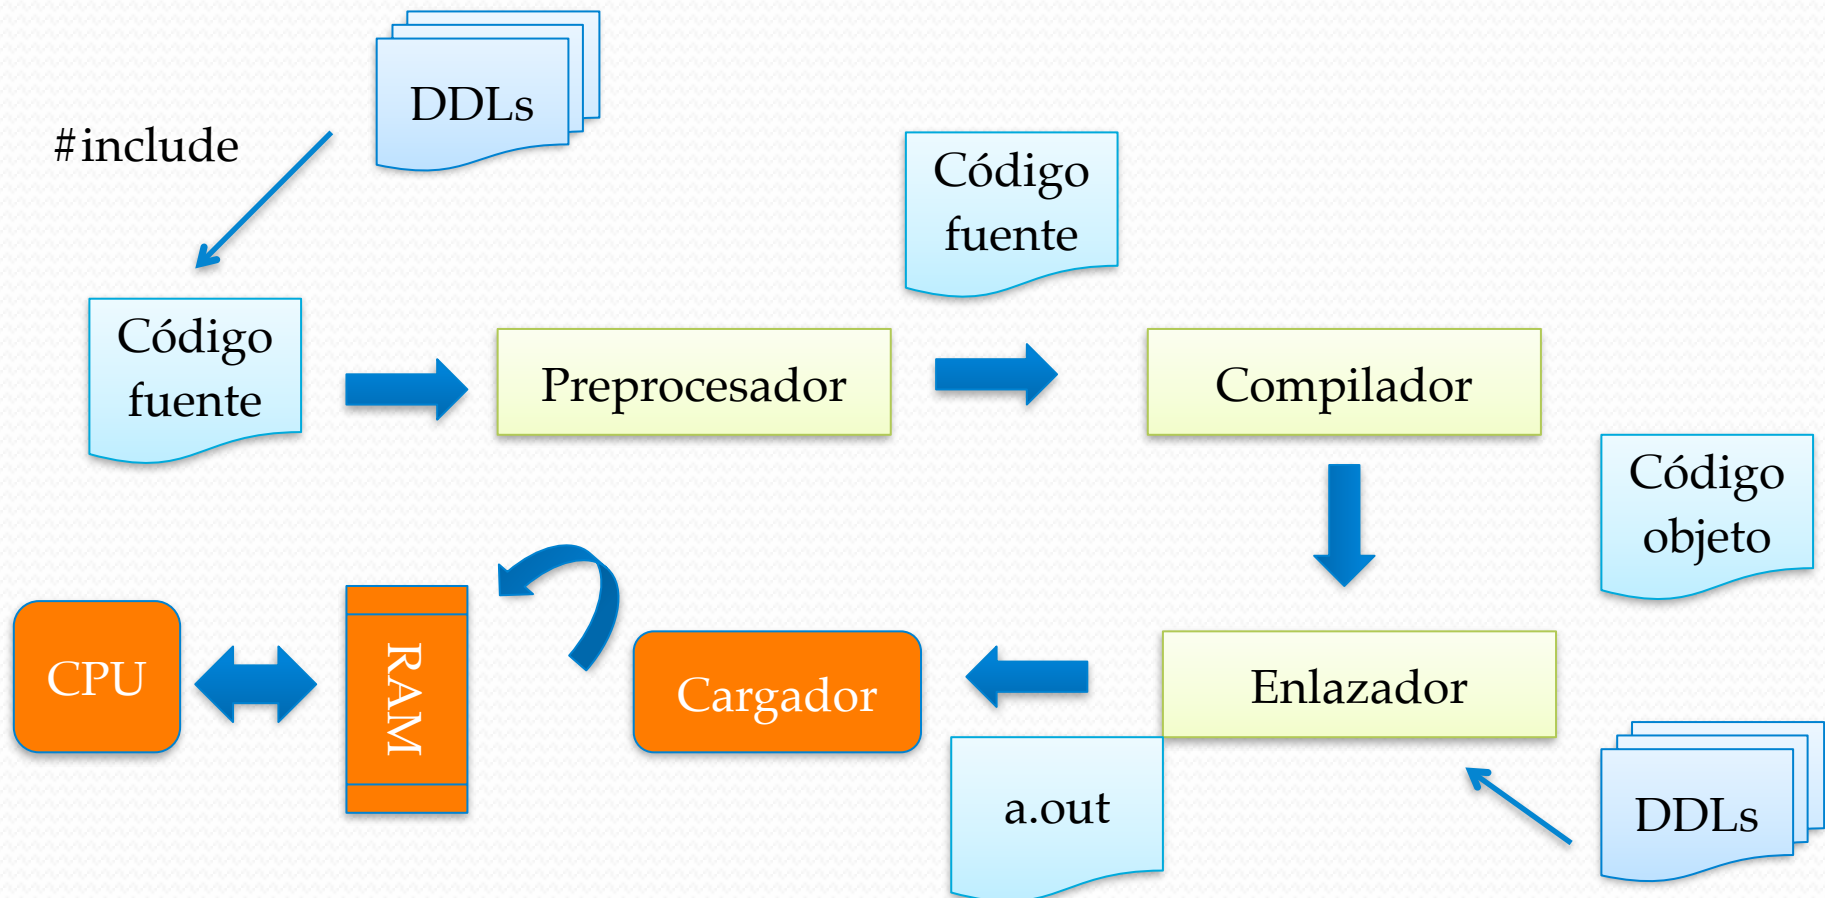 DDLs
#include
Código
fuente
Código
fuente
Preprocesador
Compilador
Código
objeto
CPU
RAM
Cargador
Enlazador
a.out
DDLs